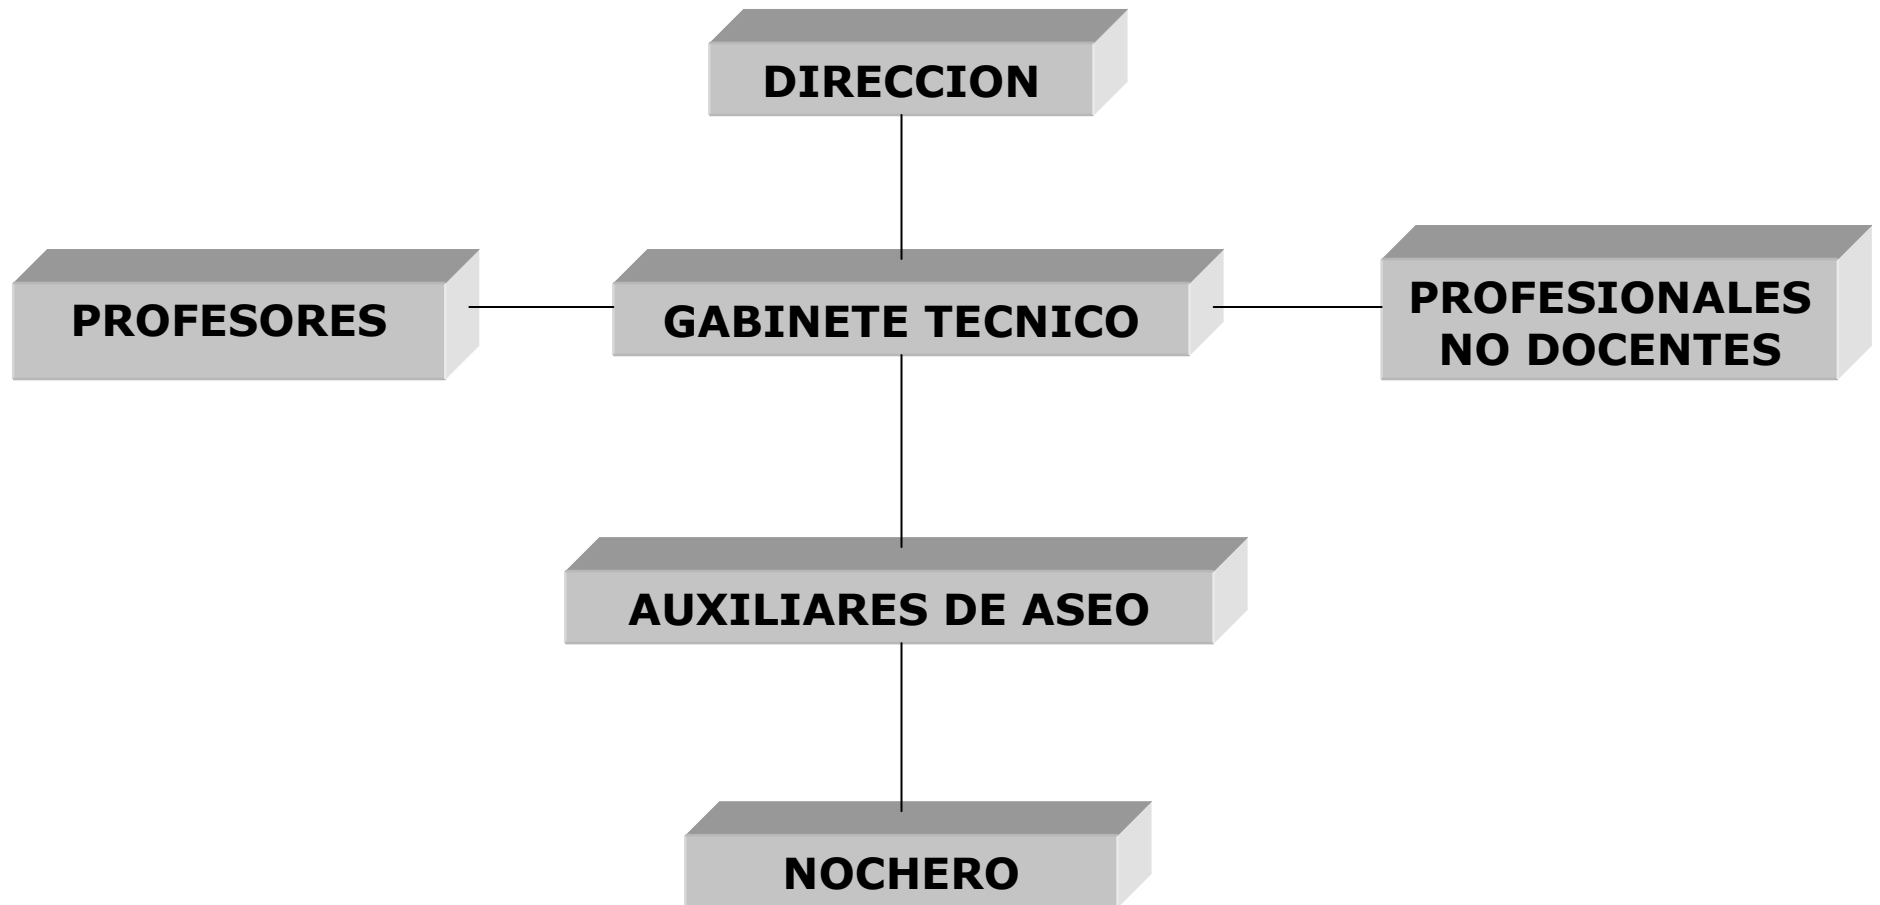 DIRECCION
PROFESORES
GABINETE TECNICO
PROFESIONALES
NO DOCENTES
AUXILIARES DE ASEO
NOCHERO